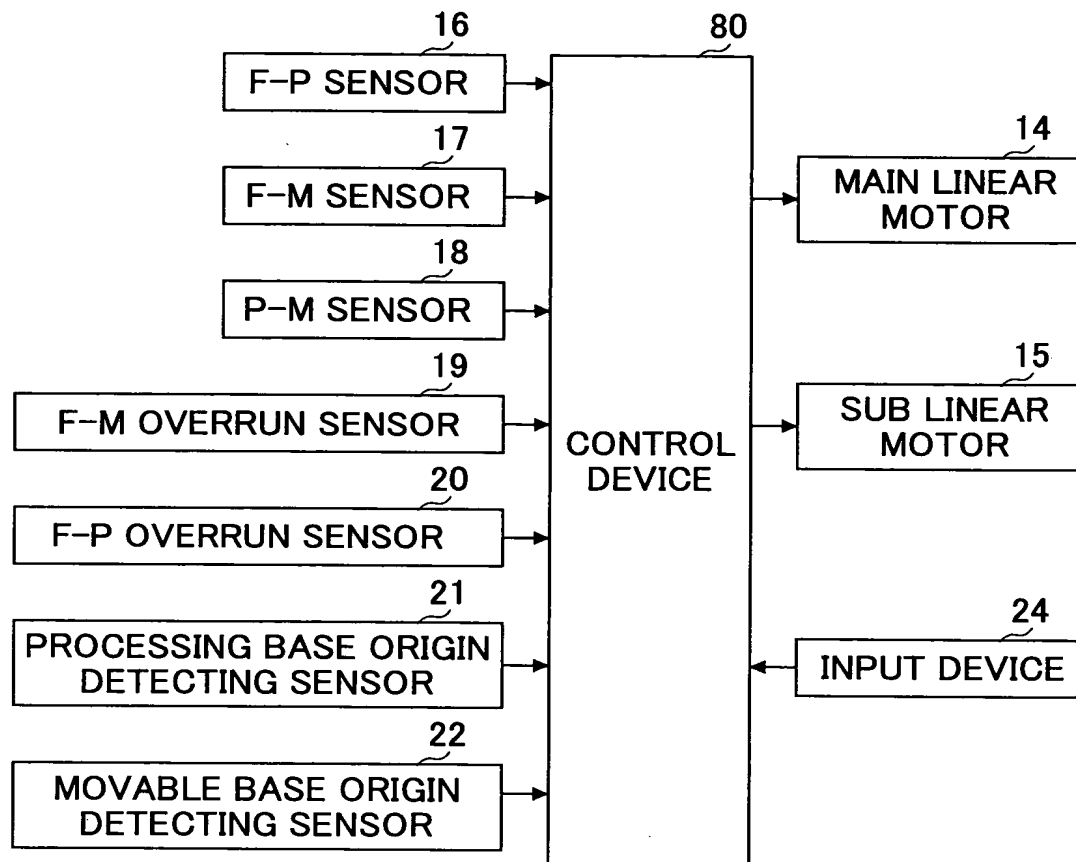 16
F-P SENSOR
17
F-M SENSOR
18
P-M SENSOR
19
F-M OVERRUN SENSOR
20
F-P OVERRUN SENSOR
21
PROCESSING BASE ORIGIN
DETECTING SENSOR
22
MOVABLE BASE ORIGIN
DETECTING SENSOR
80
CONTROL
DEVICE
14
MAIN LINEAR
MOTOR
15
SUB LINEAR
MOTOR
24
INPUT DEVICE